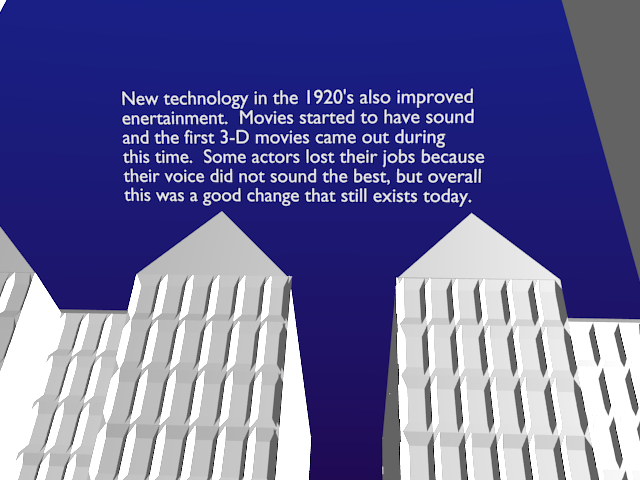 New technology in the 1920's also improved
enertainment.  Movies started to have sound
and the first 3-D movies came out during
this time.  Some actors lost their jobs because
their voice did not sound the best, but overall
this was a good change that still exists today.